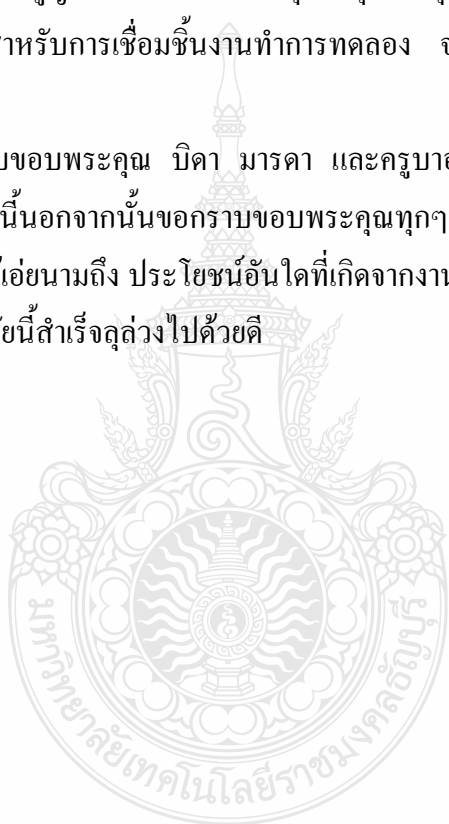 าหรับการเชื่อมชิ้นงานทำการทดลอง
บขอบพระคุณ บิดา มารดา และครูบาอ
นี้นอกจากนั้นขอกราบขอบพระคุณทุกๆ
เอ่ยนามถึง ประโยชน์อันใดที่เกิดจากงาน
ัยนี้สำเร็จลุล่วงไปด้วยดี
มหาวิทยาลัยเทคโนโลยีราชมงคลธัญบุรี